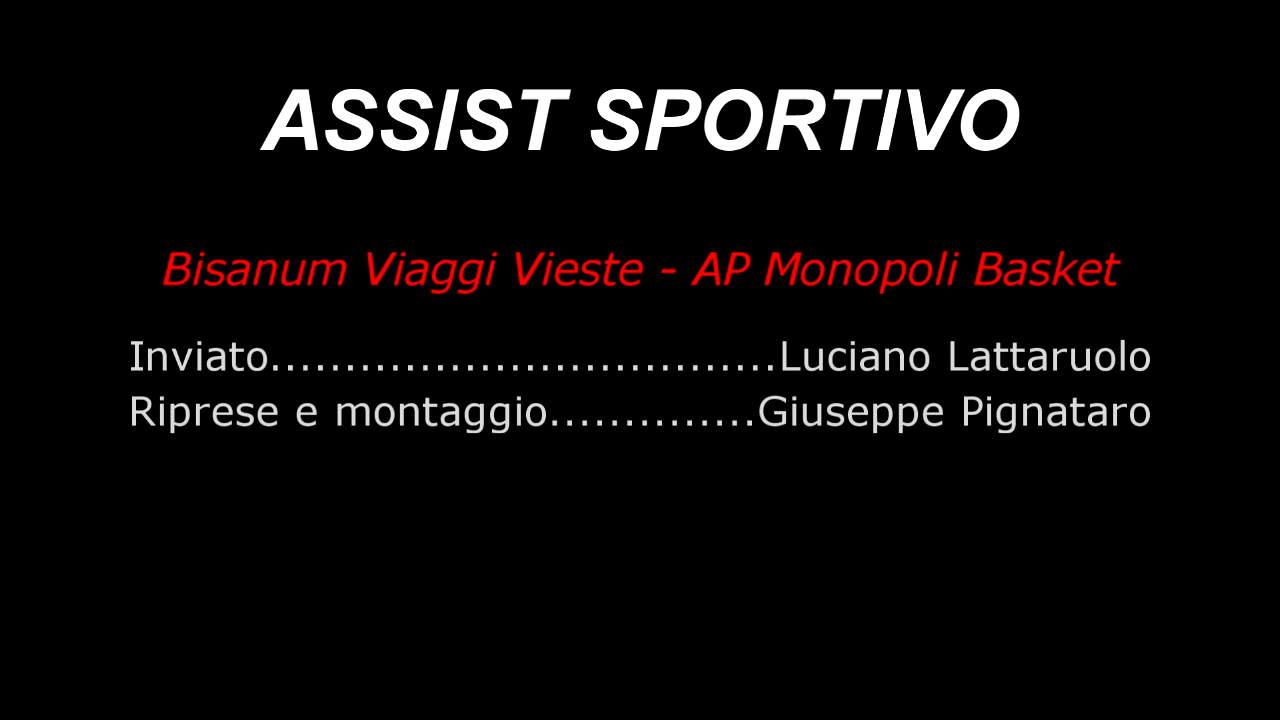 ASSIST SPORTIVO
Bisanum Viaggi Vieste - AP Monopoli Basket
Inviato..................................Luciano Lattaruolo
Riprese e montaggio..............Giuseppe Pignataro